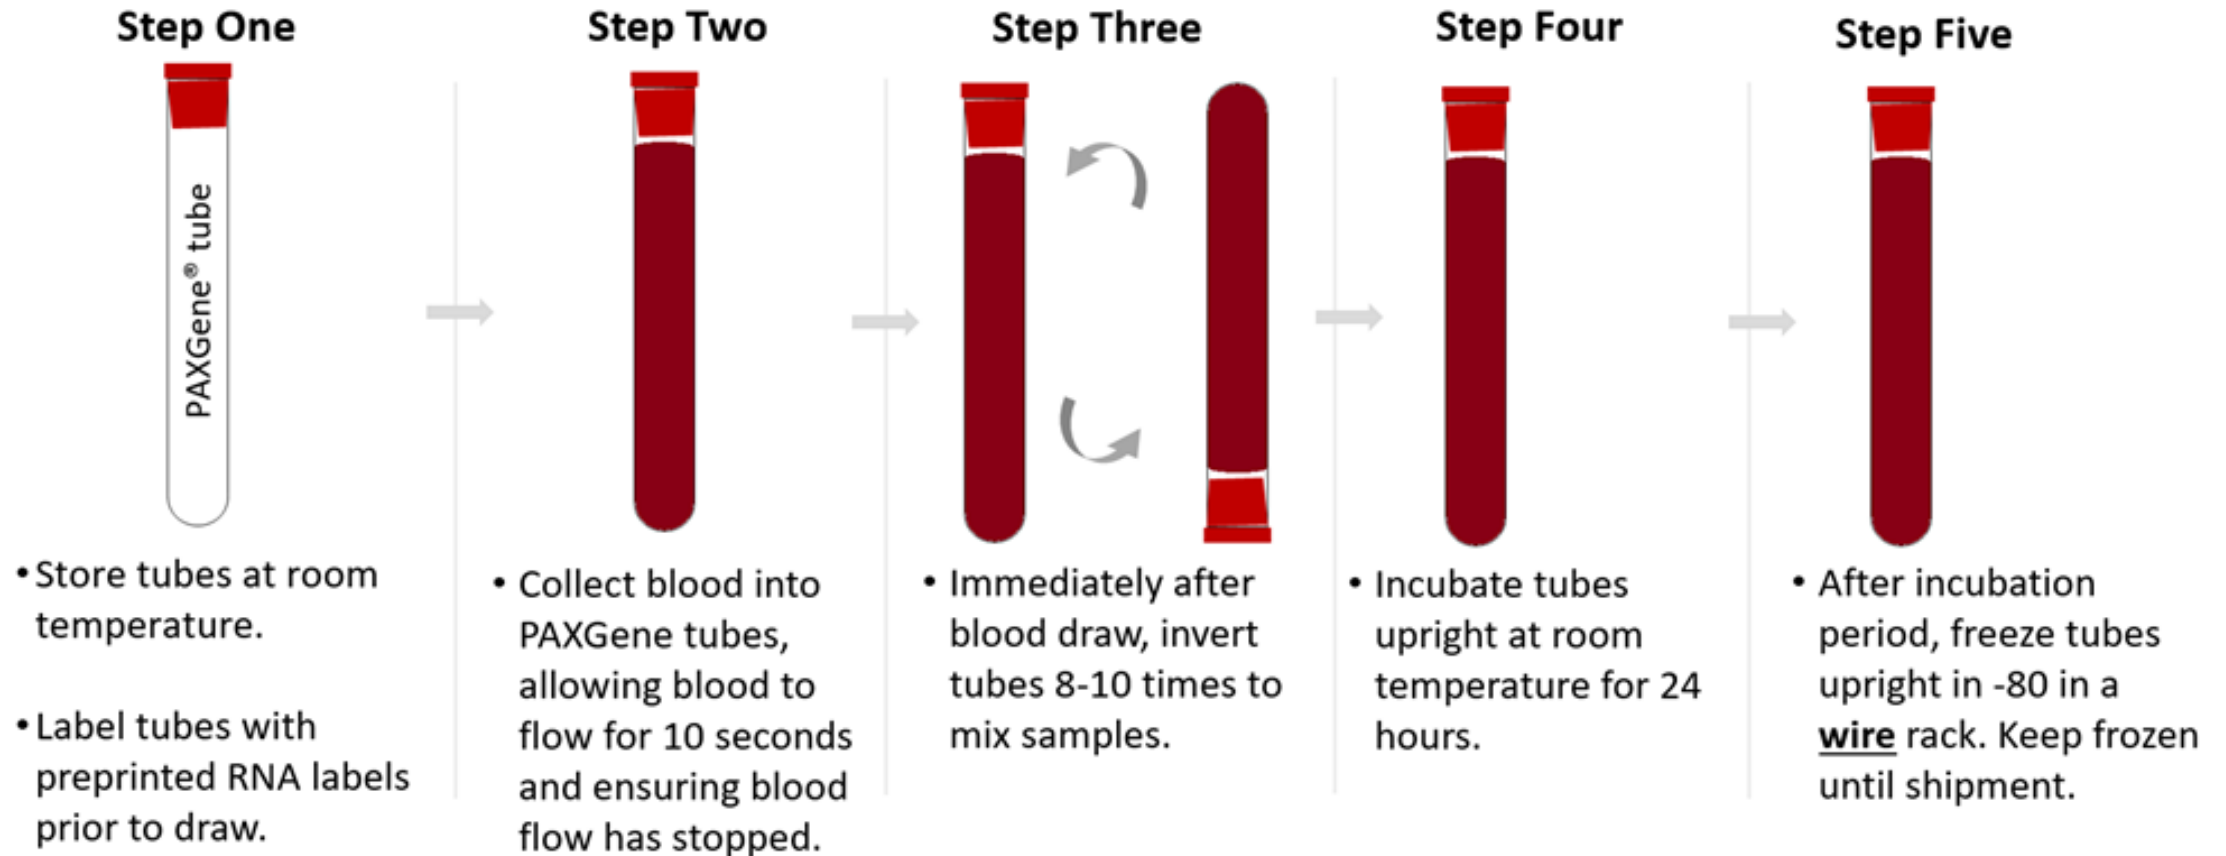 Step One
PAXGene® tube
• Store tubes at room
temperature.
• Label tubes with
preprinted RNA labels
prior to draw.
Step Two
• Collect blood into
PAXGene tubes,
allowing blood to
flow for 10 seconds
and ensuring blood
flow has stopped.
Step Three
• Immediately after
blood draw, invert
tubes 8-10 times to
mix samples.
Step Four
• Incubate tubes
upright at room
temperature for 24
hours.
Step Five
• After incubation
period, freeze tubes
upright in -80 in a
wire rack. Keep frozen
until shipment.